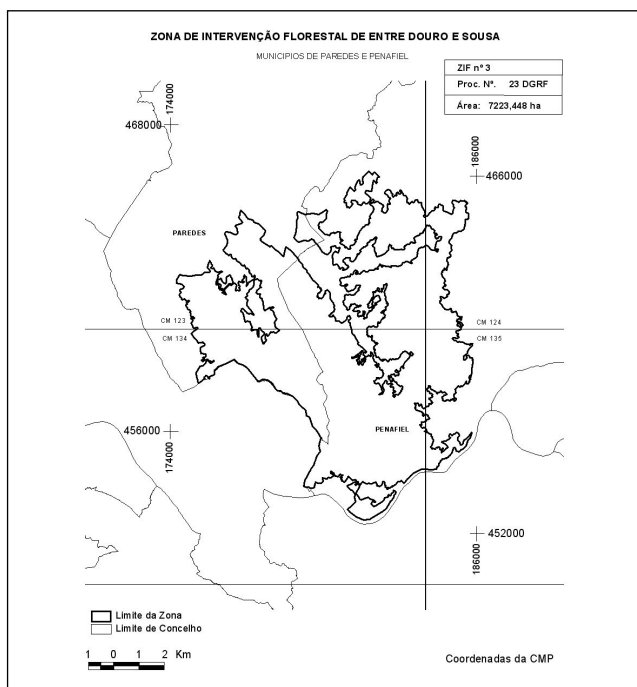 ZONA DE INTERVENÇÃO FLORESTAL DE ENTRE DOURO E SOUSA
MUNICIPIOS DE PAREDES E PENAFIEL
ZIF nº 3
Proc. Nº. 23 DGRF
Área: 7223,448 ha
174000
468000
186000
466000
PAREDES
CM 123
CM 124
CM 134
CM 135
PENAFIEL
456000
174000
452000
186000
Limite da Zona
Limite de Concelho
1 0 1 2 Km
Coordenadas da CMP